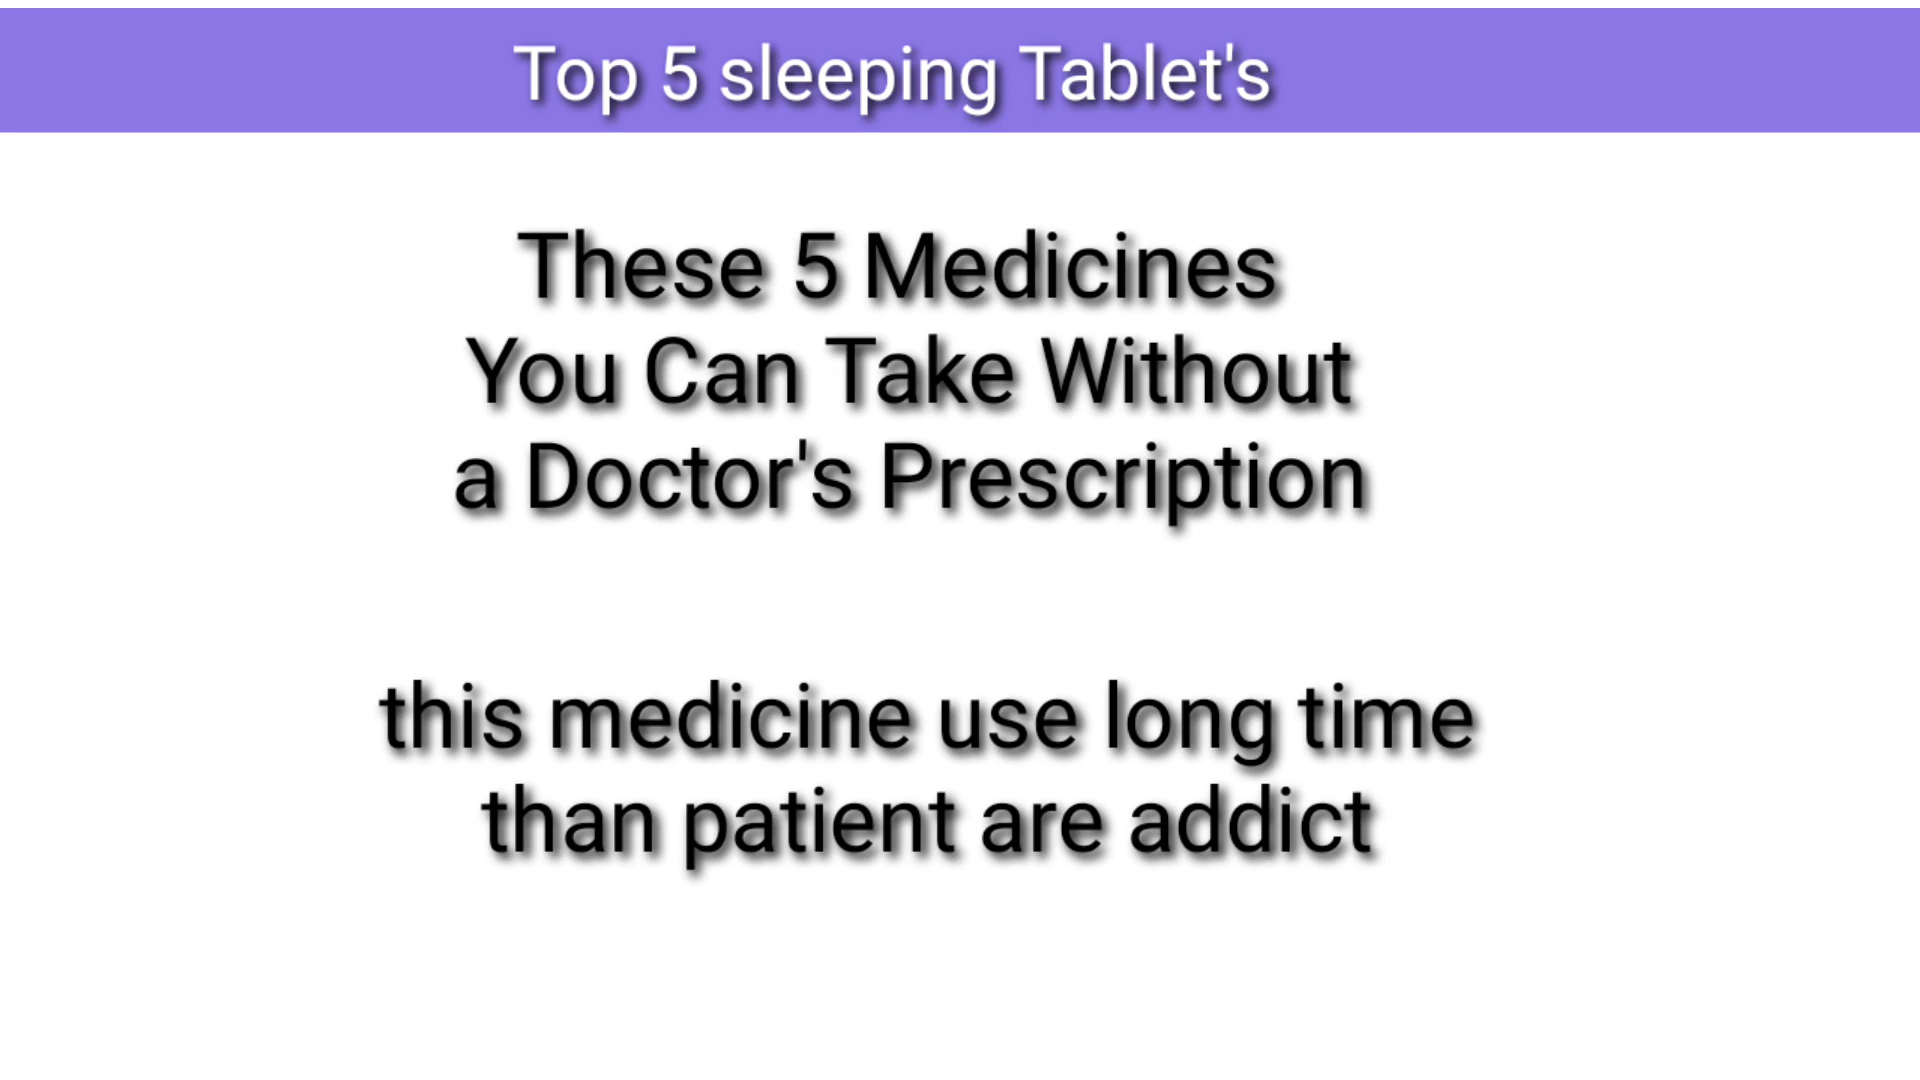 Top 5 sleeping Tablet's
These 5 Medicines
You Can Take Without
a Doctor's Prescription
this medicine use long time
than patient are addict